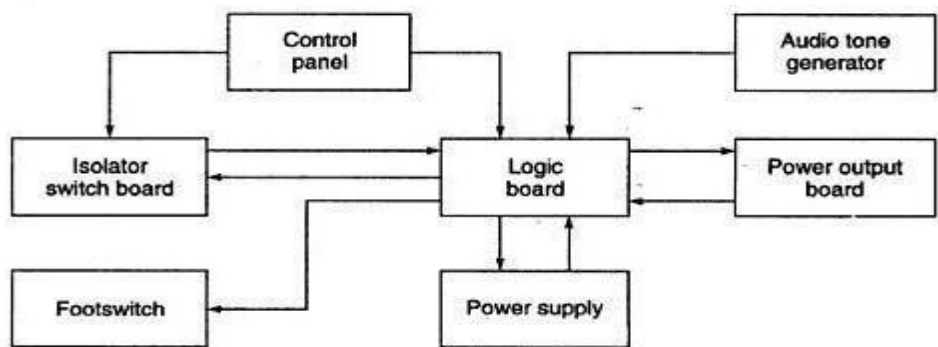 Control
panel
Audio tone
generator
Isolator
switch board
Logic
board
Power output
board
Footswitch
Power supply